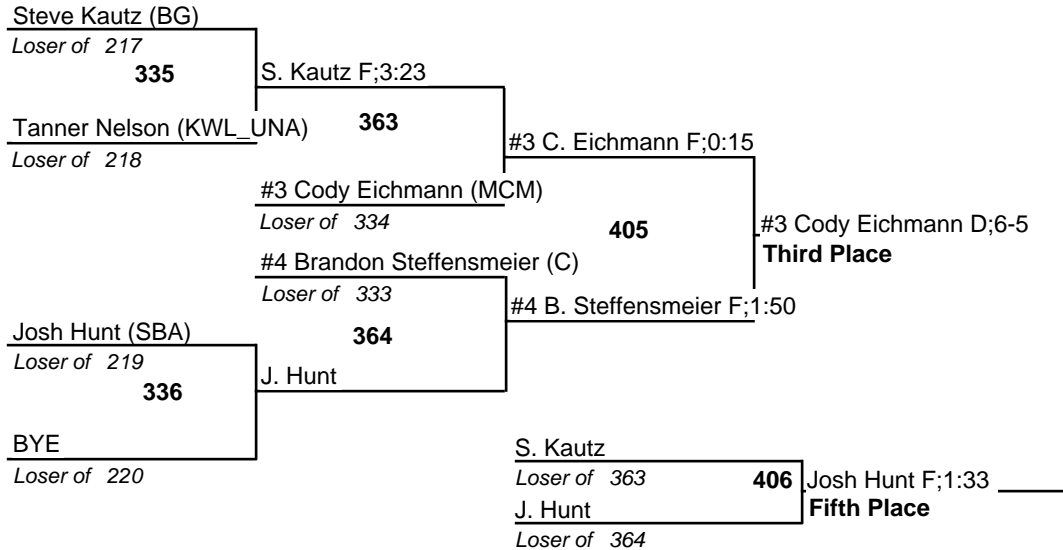 Steve Kautz (BG)
Loser of 217
335
S. Kautz F;3:23
Tanner Nelson (KWL_UNA)
Loser of 218
363
#3 C. Eichmann F;0:15
#3 Cody Eichmann (MCM)
Loser of 334
405
#3 Cody Eichmann D;6-5
Third Place
#4 Brandon Steffensmeier (C)
Loser of 333
#4 B. Steffensmeier F;1:50
364
Josh Hunt (SBA)
Loser of 219
336
J. Hunt
BYE
Loser of 220
S. Kautz
Loser of 363
406
Josh Hunt F;1:33
Fifth Place
J. Hunt
Loser of 364